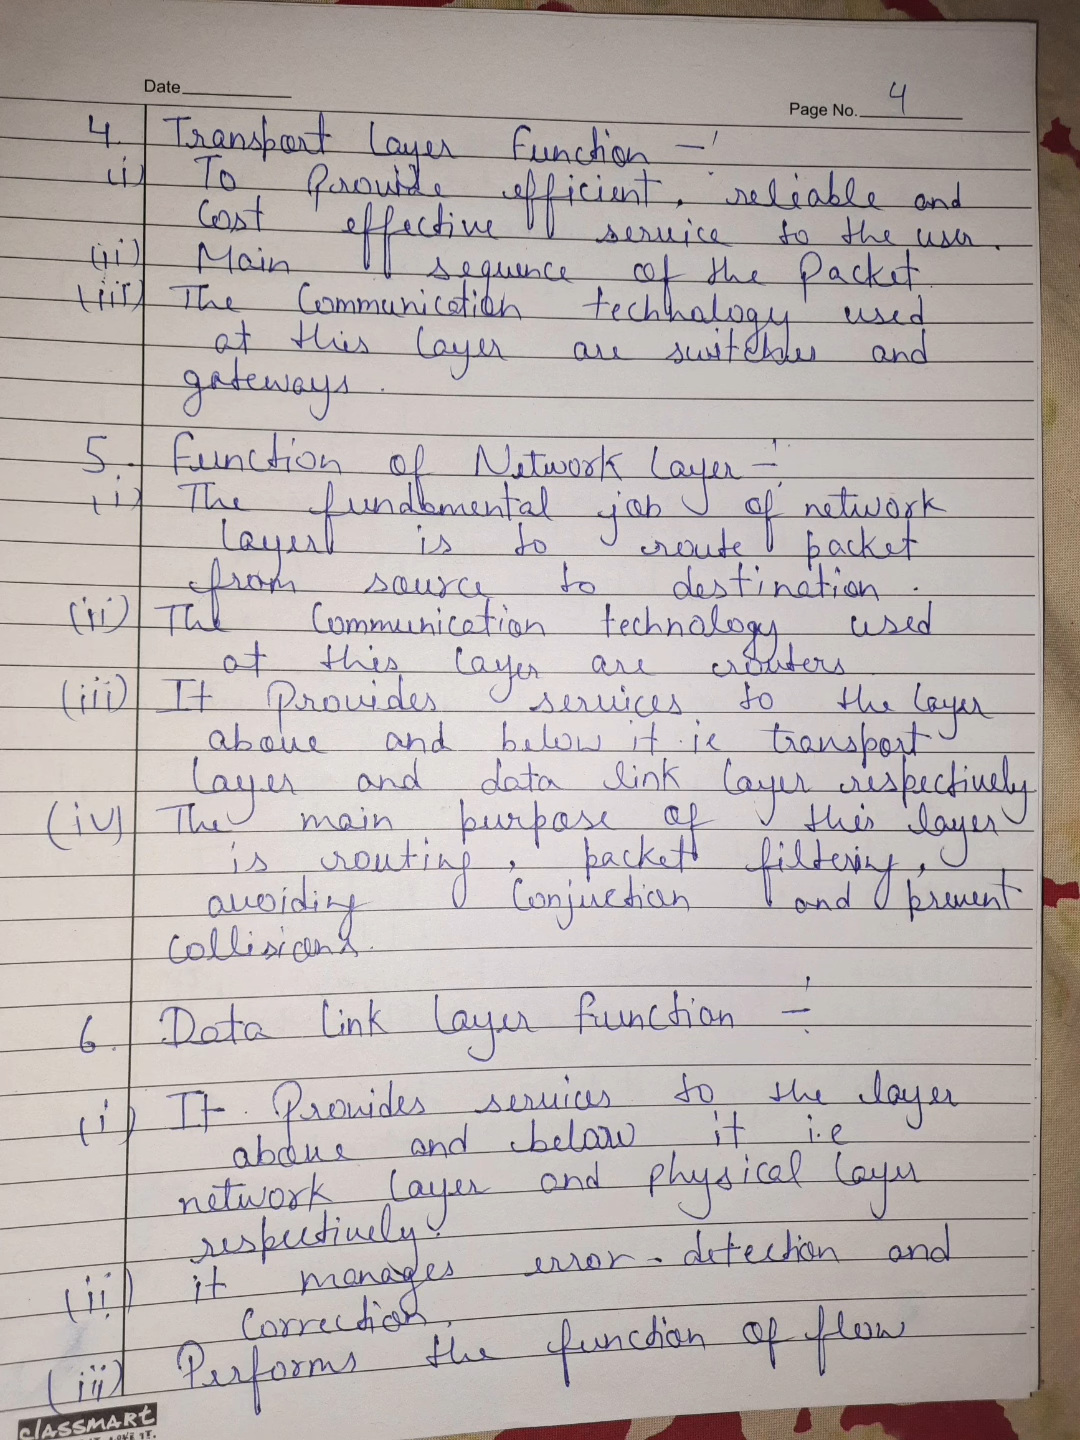 Date
Page No. 4
4. Transport Layer Function :-
(i) To Provide efficient, reliable and
Cost effective service to the user.
(ii) Main sequence of the Packet
(iii) The Communication technology used
at this layer are switches and
gateways.
5. Function of Network Layer :-
(i) The fundamental job of network
layer is to route packet
from source to destination.
(ii) The Communication technology used
at this layer are routers
(iii) It Provides services to the layer
above and below it ie transport
layer and data link layer respectively
(iv) The main purpose of this layer
is routing, packet filtering,
avoiding Conjuction and prevent
Collisions.
6. Data link layer function :-
(i) It Provides services to the layer
above and below it i.e
network layer and physical layer
respectively.
(ii) it manages error-detection and
Correction.
(iii) Performs the function of flow
CLASSMART